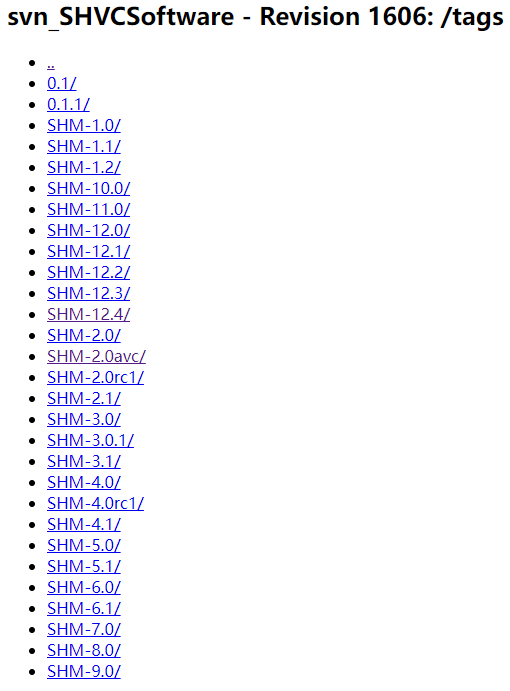 svn_SHVCSoftware - Revision 1606: /tags
..
0.1/
0.1.1/
SHM-1.0/
SHM-1.1/
SHM-1.2/
SHM-10.0/
SHM-11.0/
SHM-12.0/
SHM-12.1/
SHM-12.2/
SHM-12.3/
SHM-12.4/
SHM-2.0/
SHM-2.0avc/
SHM-2.0rc1/
SHM-2.1/
SHM-3.0/
SHM-3.0.1/
SHM-3.1/
SHM-4.0/
SHM-4.0rc1/
SHM-4.1/
SHM-5.0/
SHM-5.1/
SHM-6.0/
SHM-6.1/
SHM-7.0/
SHM-8.0/
SHM-9.0/